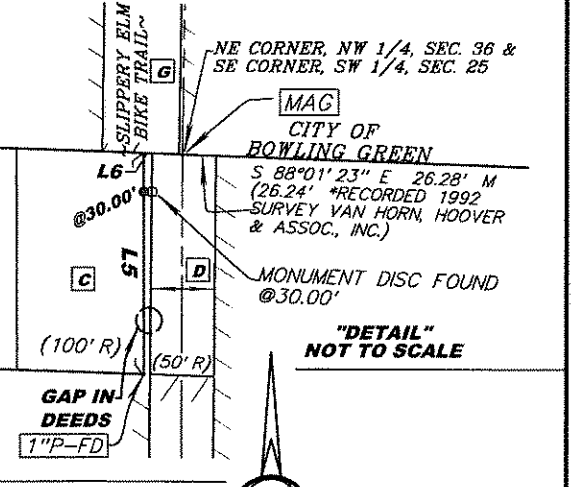 SLIPPERY ELM
BIKE TRAIL~
G
NE CORNER, NW 1/4, SEC. 36 &
SE CORNER, SW 1/4, SEC. 25
MAG
CITY OF
BOWLING GREEN
L6
S 88°01'23" E 26.28' M
(26.24' *RECORDED 1992
SURVEY VAN HORN, HOOVER
& ASSOC., INC.)
@30.00'
L5
C
D
MONUMENT DISC FOUND
@30.00'
(100' R)
(50' R)
"DETAIL"
NOT TO SCALE
GAP IN
DEEDS
1"P-FD